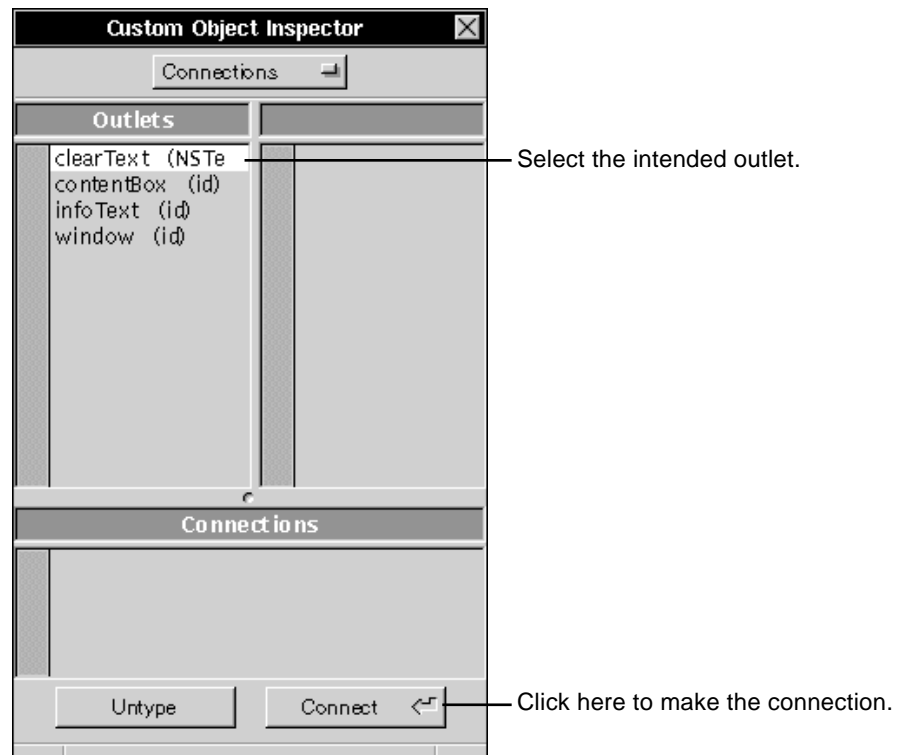 Custom Object Inspector
Connections
Outlets
clearText (NSTe
Select the intended outlet.
contentBox (id)
infoText (id)
window (id)
Connections
Untype
Connect
Click here to make the connection.